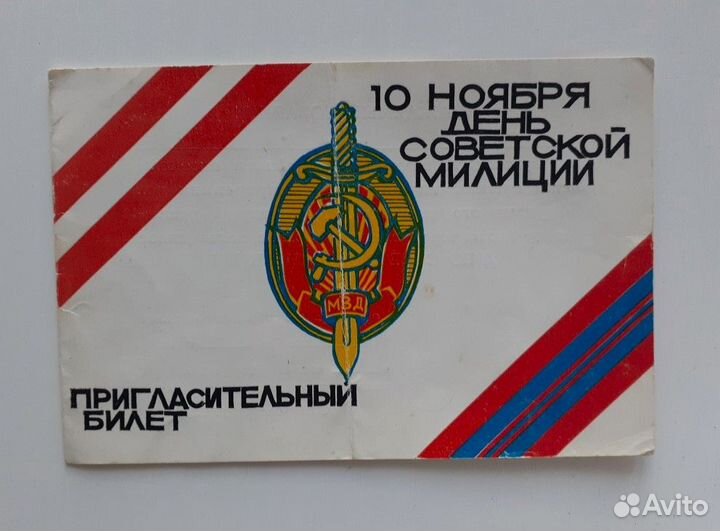 10 НОЯБРЯ
ДЕНЬ
СОВЕТСКОЙ
МИЛИЦИИ
МВД
ПРИГЛАСИТЕЛЬНЫЙ
БИЛЕТ
Avito